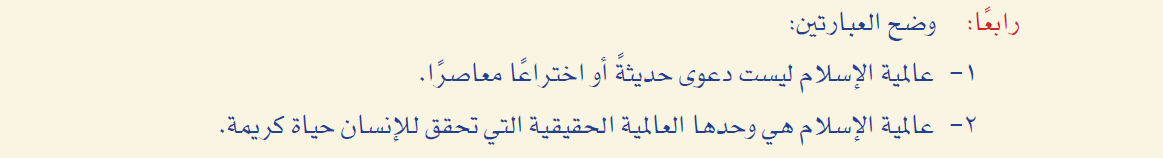 رابعًا: وضح العبارتين:
١- عالمية الإسلام ليست دعوى حديثةً أو اختراعًا معاصرًا.
٢- عالمية الإسلام هي وحدها العالمية الحقيقية التي تحقق للإنسان حياة كريمة.